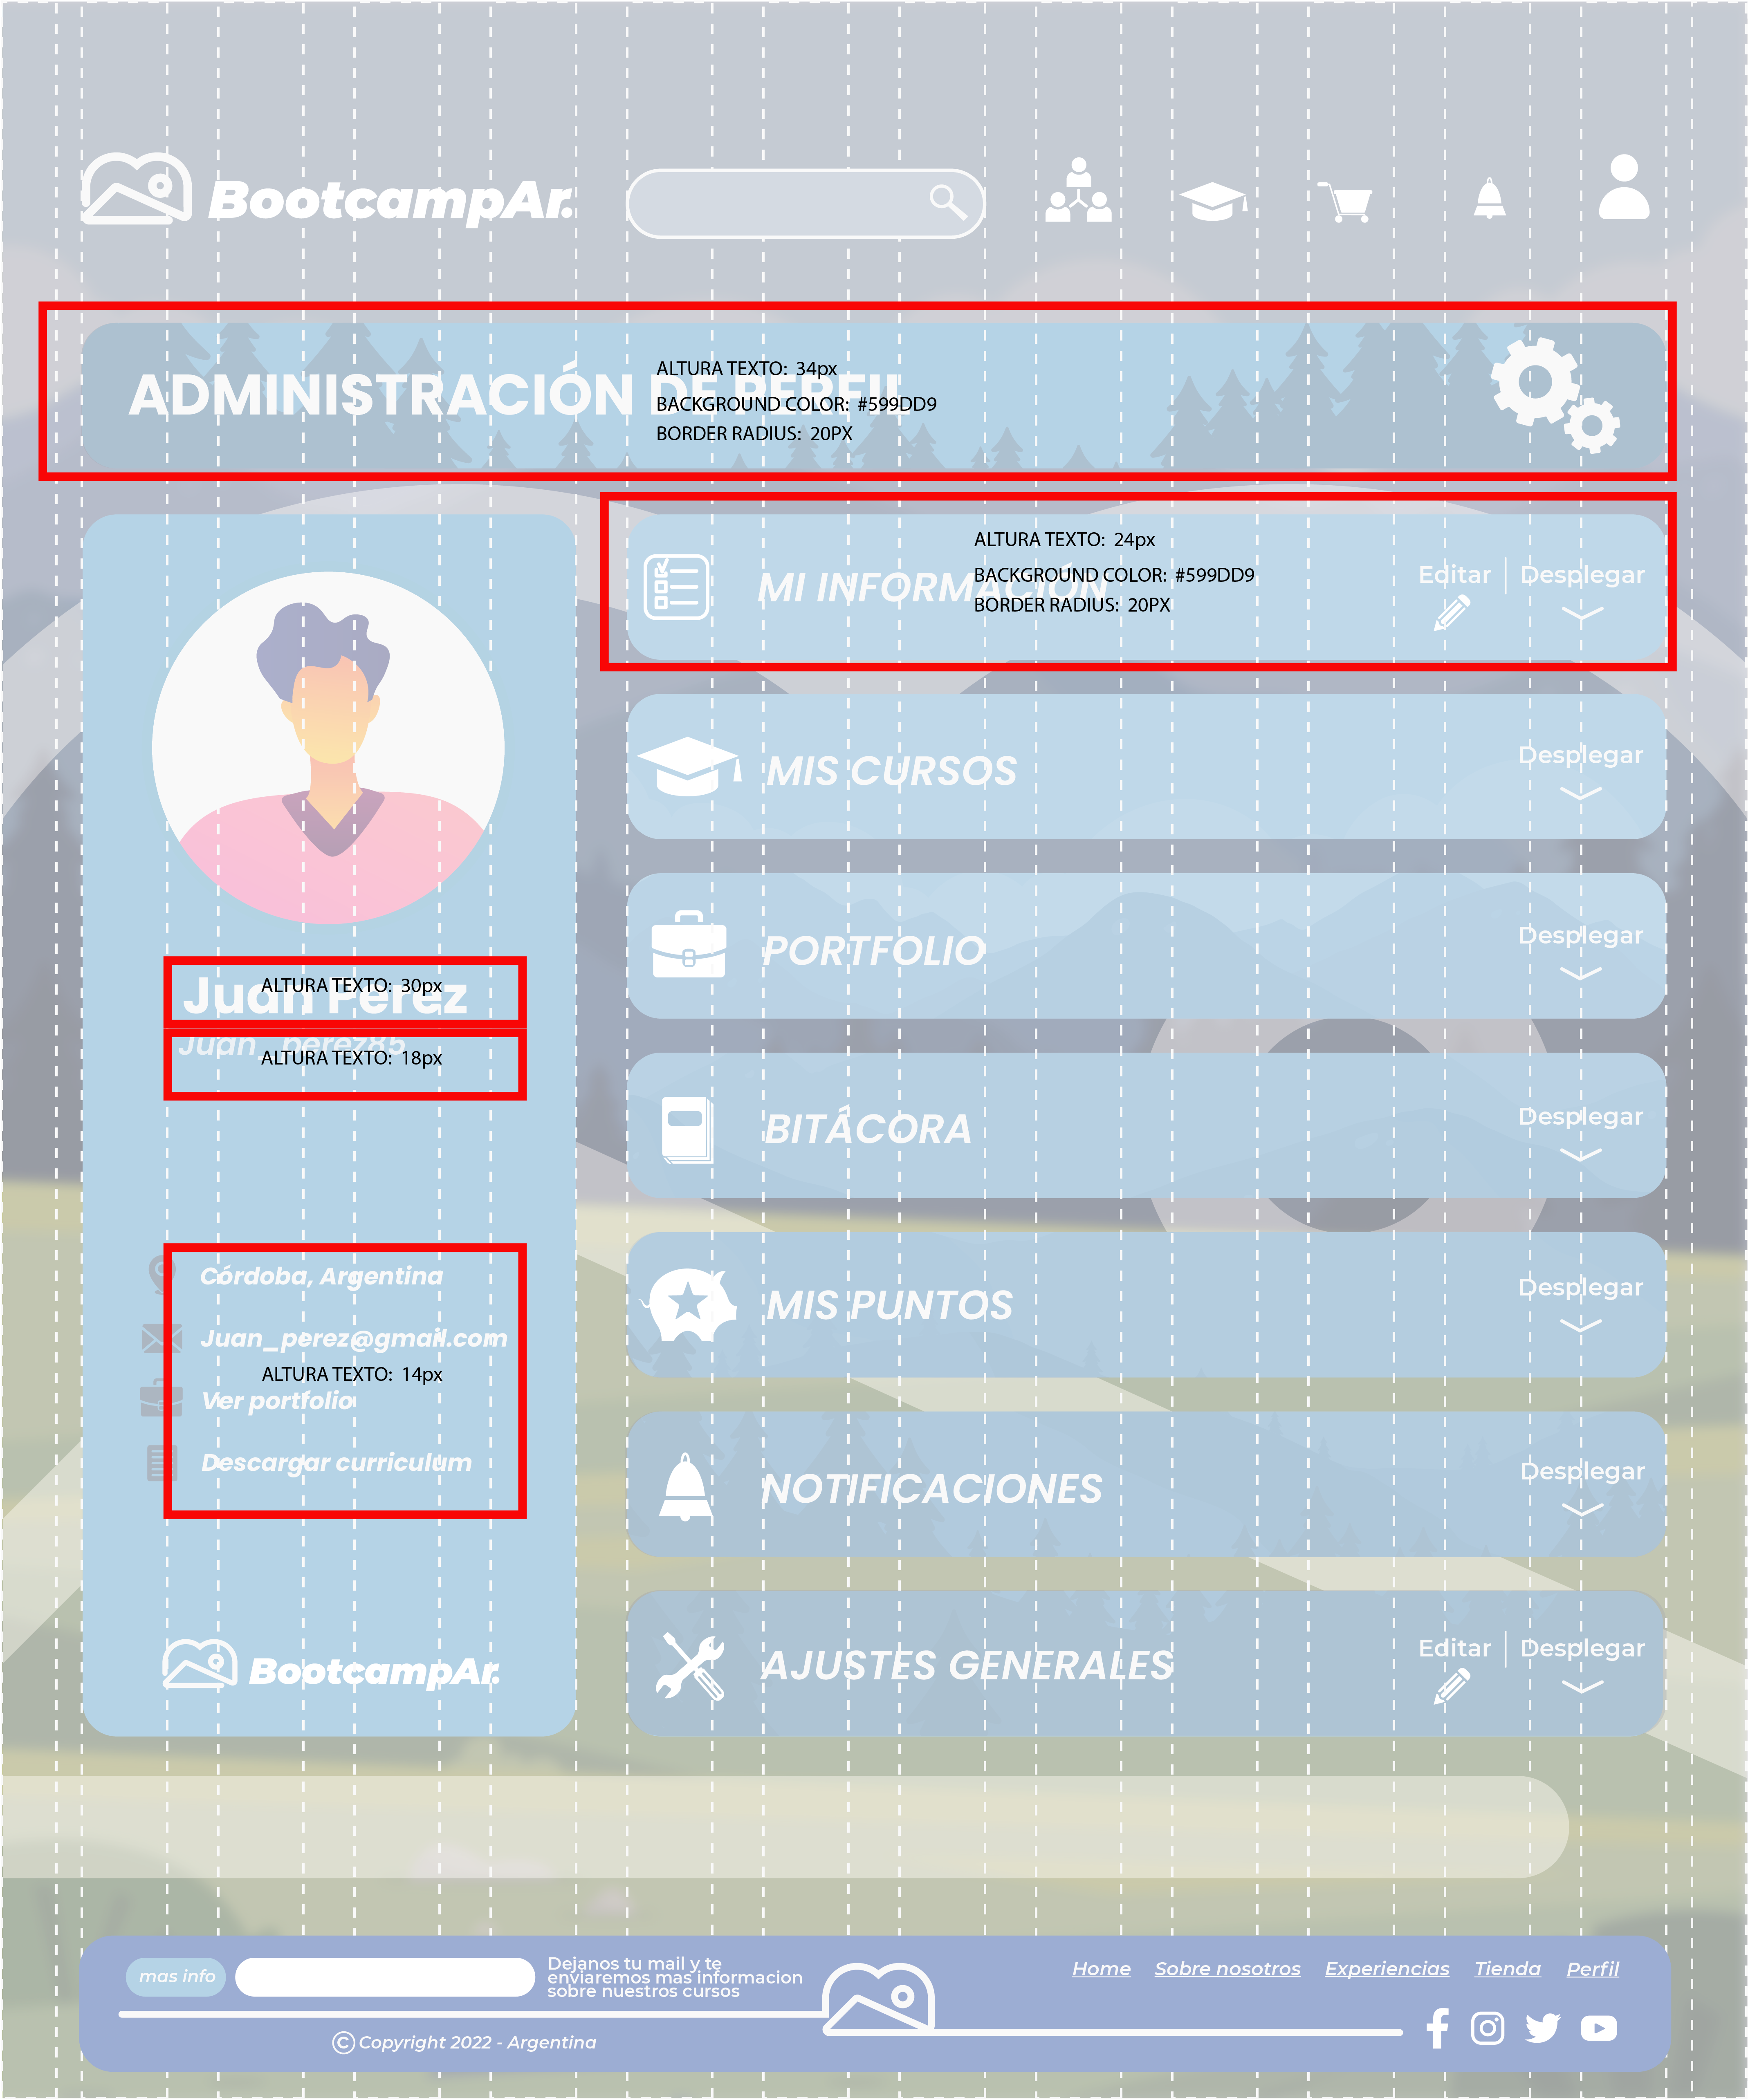 BootcampAr.
ADMINISTRACIÓN DE PERFIL
ALTURA TEXTO: 34px
BACKGROUND COLOR: #599DD9
BORDER RADIUS: 20PX
MI INFORMACIÓN
ALTURA TEXTO: 24px
BACKGROUND COLOR: #599DD9
BORDER RADIUS: 20PX
Editar
Desplegar
MIS CURSOS
Desplegar
PORTFOLIO
Desplegar
BITÁCORA
Desplegar
MIS PUNTOS
Desplegar
NOTIFICACIONES
Desplegar
AJUSTES GENERALES
Editar
Desplegar
Juan Perez
ALTURA TEXTO: 30px
Juan_perez85
ALTURA TEXTO: 18px
Córdoba, Argentina
Juan_perez@gmail.com
ALTURA TEXTO: 14px
Ver portfolio
Descargar curriculum
BootcampAr.
mas info
Dejanos tu mail y te
enviaremos mas informacion
sobre nuestros cursos
© Copyright 2022 - Argentina
Home Sobre nosotros Experiencias Tienda Perfil